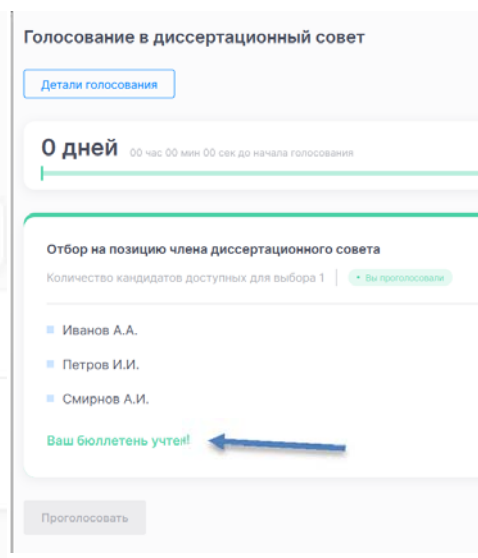 Голосование в диссертационный совет
Детали голосования
0 дней 00 час 00 мин 00 сек до начала голосования
Отбор на позицию члена диссертационного совета
Количество кандидатов доступных для выбора 1 | • Вы проголосовали
Иванов А.А.
Петров И.И.
Смирнов А.И.
Ваш бюллетень учтен!
Проголосовать